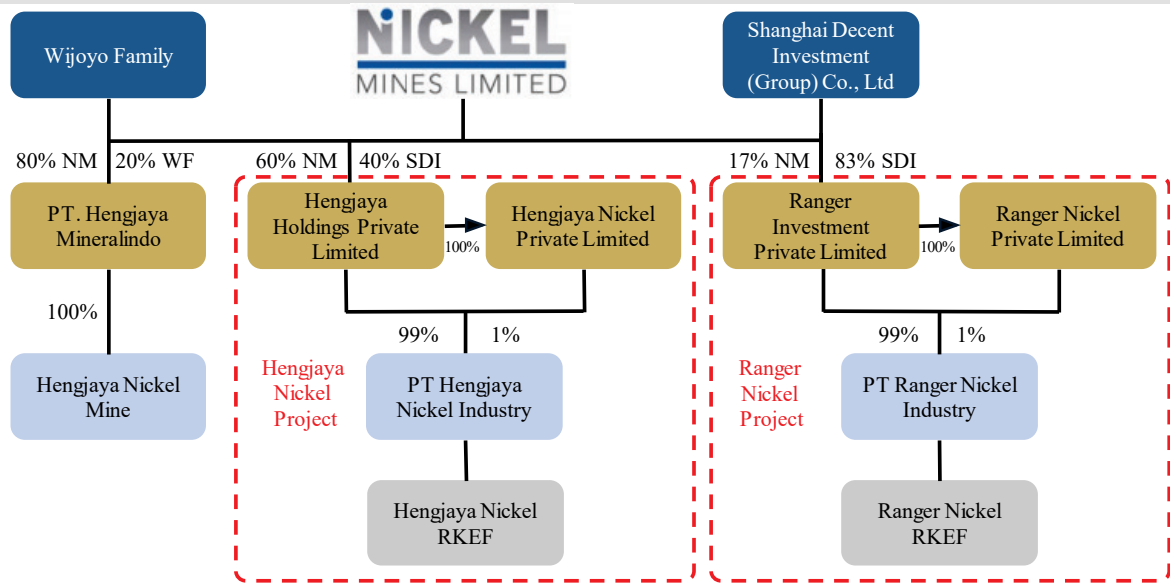 Wijoyo Family
NiCKEL
MINES LIMITED
Shanghai Decent
Investment
(Group) Co., Ltd
80% NM
20% WF
60% NM
40% SDI
17% NM
83% SDI
PT. Hengjaya
Mineralindo
Hengjaya
Holdings Private
Limited
100%
Hengjaya Nickel
Private Limited
Ranger
Investment
Private Limited
100%
Ranger Nickel
Private Limited
100%
99%
1%
99%
1%
Hengjaya Nickel
Mine
Hengjaya
Nickel
Project
PT Hengjaya
Nickel Industry
Ranger
Nickel
Project
PT Ranger Nickel
Industry
Hengjaya Nickel
RKEF
Ranger Nickel
RKEF